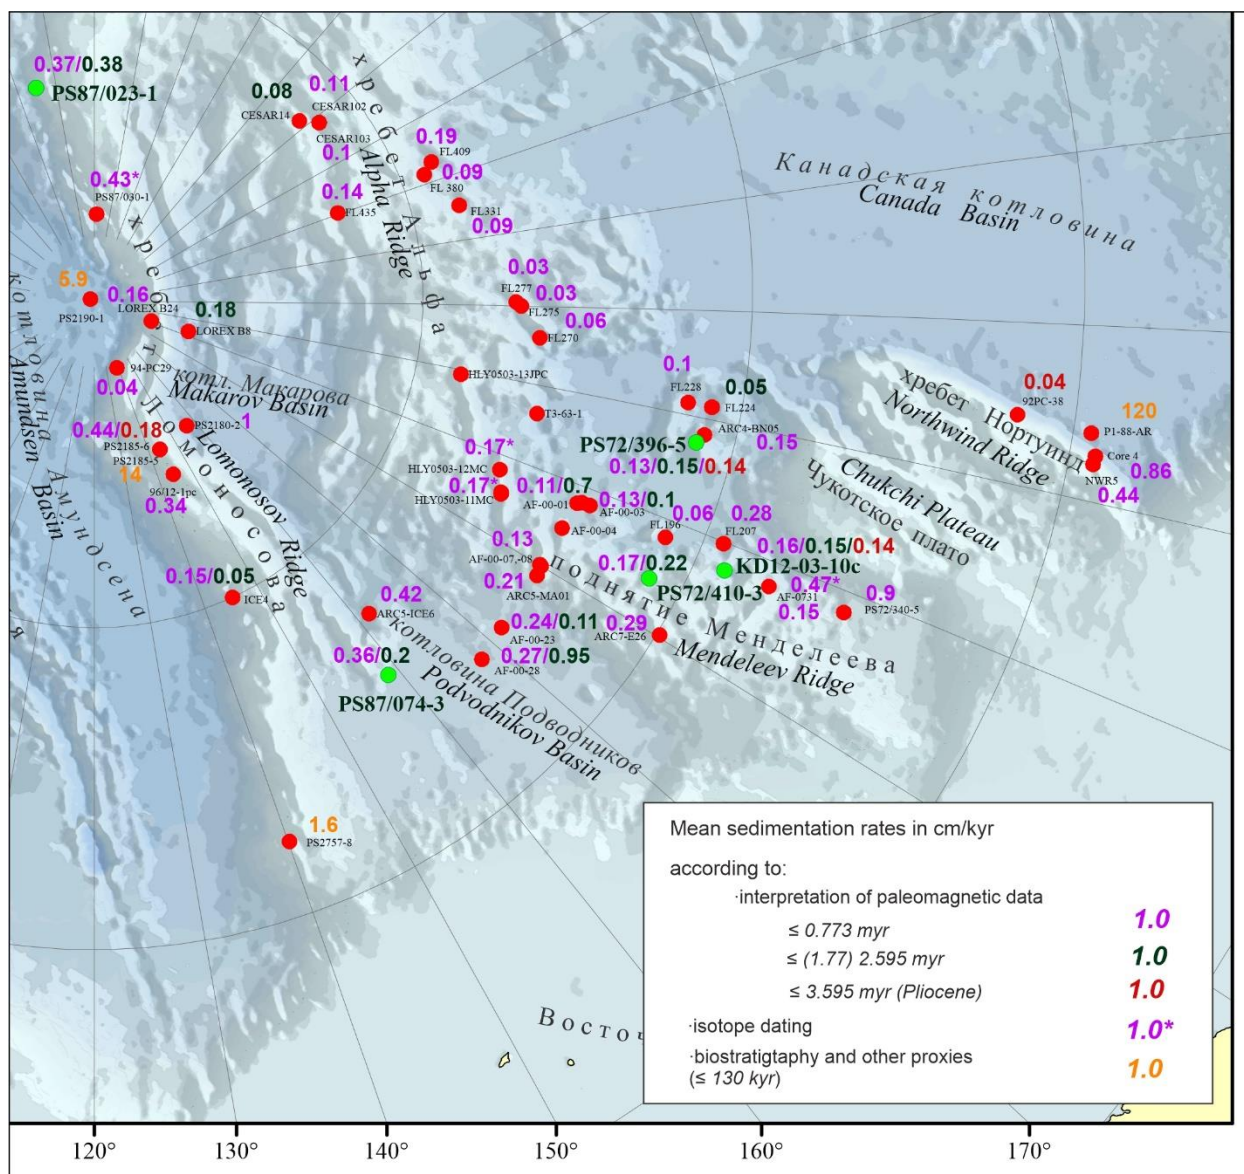 0.37/0.38
PS87/023-1
0.08
CESAR14
0.11
CESAR102
CESAR103
0.1
0.14
FL435
хребет Альфа
Alpha Ridge
0.19
FL409
0.09
FL 380
FL331
0.09
Канадская котловина
Canada Basin
0.43*
PS87/030-1
5.9
PS2190-1
0.16
LOREX B24
0.18
LOREX B8
94-PC29
0.04
хребет Ломоносова
Lomonosov Ridge
котл. Макарова
Makarov Basin
котловина Амундсена
Amundsen Basin
я
0.03
FL277
0.03
FL275
0.06
FL270
HLY0503-13JPC
T3-63-1
0.1
FL228
0.05
FL224
ARC4-BN05
0.15
PS72/396-5
0.13/0.15/0.14
0.04
92PC-38
120
P1-88-AR
Core 4
0.86
NWR5
0.44
хребет Нортуинд
Northwind Ridge
Chukchi Plateau
Чукотское плато
0.44/0.18
PS2185-6
PS2185-5
14
PS2180-2
1
96/12-1pc
0.34
0.17*
HLY0503-12MC
0.17*
HLY0503-11MC
0.11/0.7
AF-00-01
0.13/0.1
AF-00-03
AF-00-04
0.06
FL196
0.28
FL207
0.13
AF-00-07,-08
0.21
ARC5-MA01
0.17/0.22
PS72/410-3
0.16/0.15/0.14
KD12-03-10c
0.47*
AF-0731
0.15
0.9
PS72/340-5
0.15/0.05
ICE4
0.42
ARC5-ICE6
0.24/0.11
AF-00-23
0.29
ARC7-E26
0.27/0.95
AF-00-28
0.36/0.2
PS87/074-3
поднятие Менделеева
Mendeleev Ridge
котловина Подводников
Podvodnikov Basin
1.6
PS2757-8
Восточ
Mean sedimentation rates in cm/kyr
according to:
·interpretation of paleomagnetic data
≤ 0.773 myr 1.0
≤ (1.77) 2.595 myr 1.0
≤ 3.595 myr (Pliocene) 1.0
·isotope dating 1.0*
·biostratigtaphy and other proxies
(≤ 130 kyr) 1.0
120° 130° 140° 150° 160° 170°